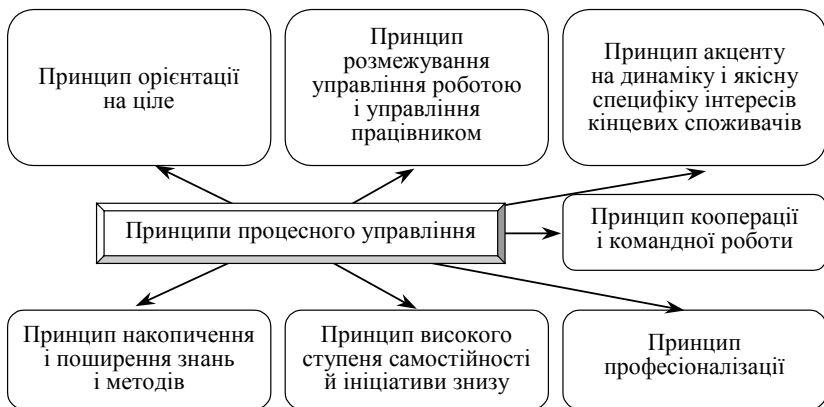 Принцип орієнтації
на ціле
Принцип
розмежування
управління роботою
і управління
працівником
Принцип акценту
на динаміку і якісну
специфіку інтересів
кінцевих споживачів
Принципи процесного управління
Принцип кооперації
і командної роботи
Принцип накопичення
і поширення знань
і методів
Принцип високого
ступеня самостійності
й ініціативи знизу
Принцип
професіоналізації